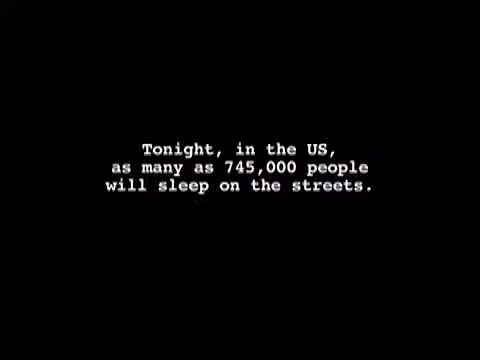 Tonight, in the US,
as many as 745,000 people
will sleep on the streets.